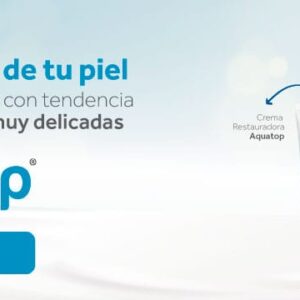 de tu piel
con tendencia
muy delicadas
p®
Crema
Restauradora
Aquatop